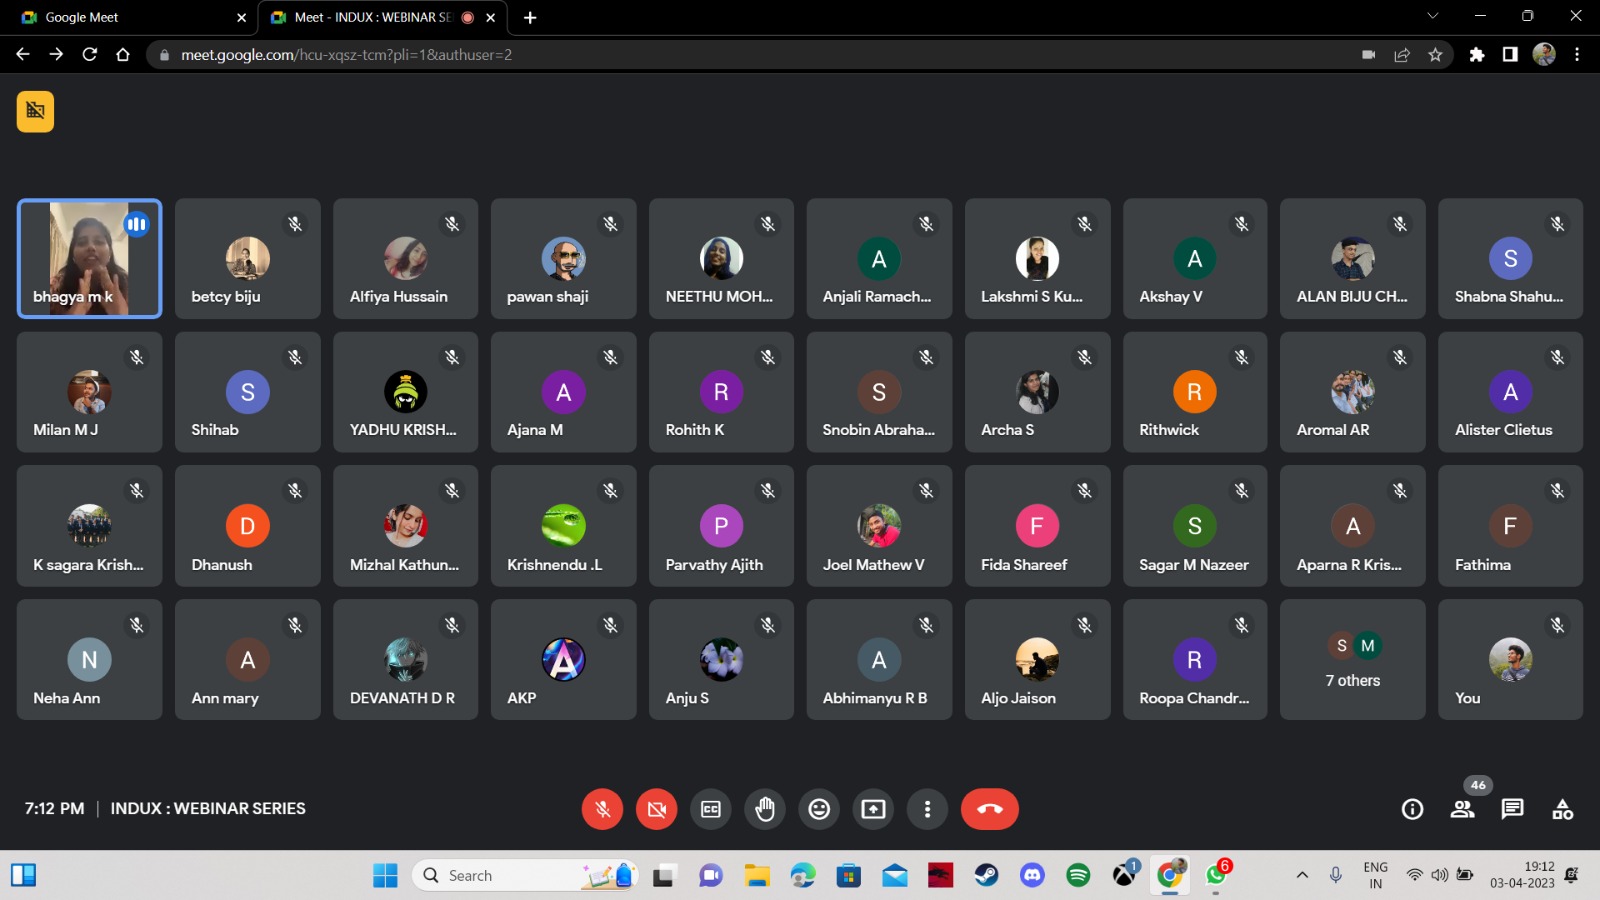 Google Meet
Meet - INDUX : WEBINAR SE
meet.google.com/hcu-xqsz-tcm?pli=1&authuser=2
bhagya m k
betcy biju
Alfiya Hussain
pawan shaji
NEETHU MOH...
A
Anjali Ramach...
Lakshmi S Ku...
A
Akshay V
ALAN BIJU CH...
S
Shabna Shahu...
Milan M J
S
Shihab
YADHU KRISH...
A
Ajana M
R
Rohith K
S
Snobin Abraha...
Archa S
R
Rithwick
Aromal AR
A
Alister Clietus
K sagara Krish...
D
Dhanush
Mizhal Kathun...
Krishnendu .L
P
Parvathy Ajith
Joel Mathew V
F
Fida Shareef
S
Sagar M Nazeer
A
Aparna R Kris...
F
Fathima
N
Neha Ann
A
Ann mary
DEVANATH D R
A
AKP
Anju S
A
Abhimanyu R B
Aljo Jaison
R
Roopa Chandr...
S M
7 others
You
7:12 PM | INDUX : WEBINAR SERIES
CC
46
Search
1
6
ENG
IN
19:12
03-04-2023